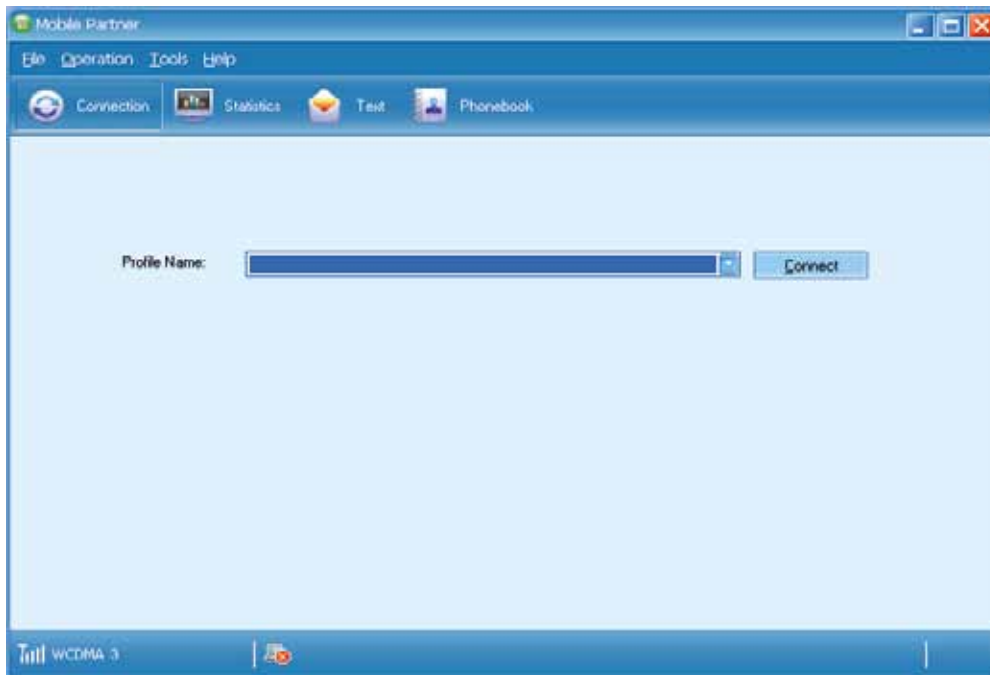 Mobile Partner
File Operation Tools Help
Connection Statistics Text Phonebook
Profile Name: Connect
WCDMA 3